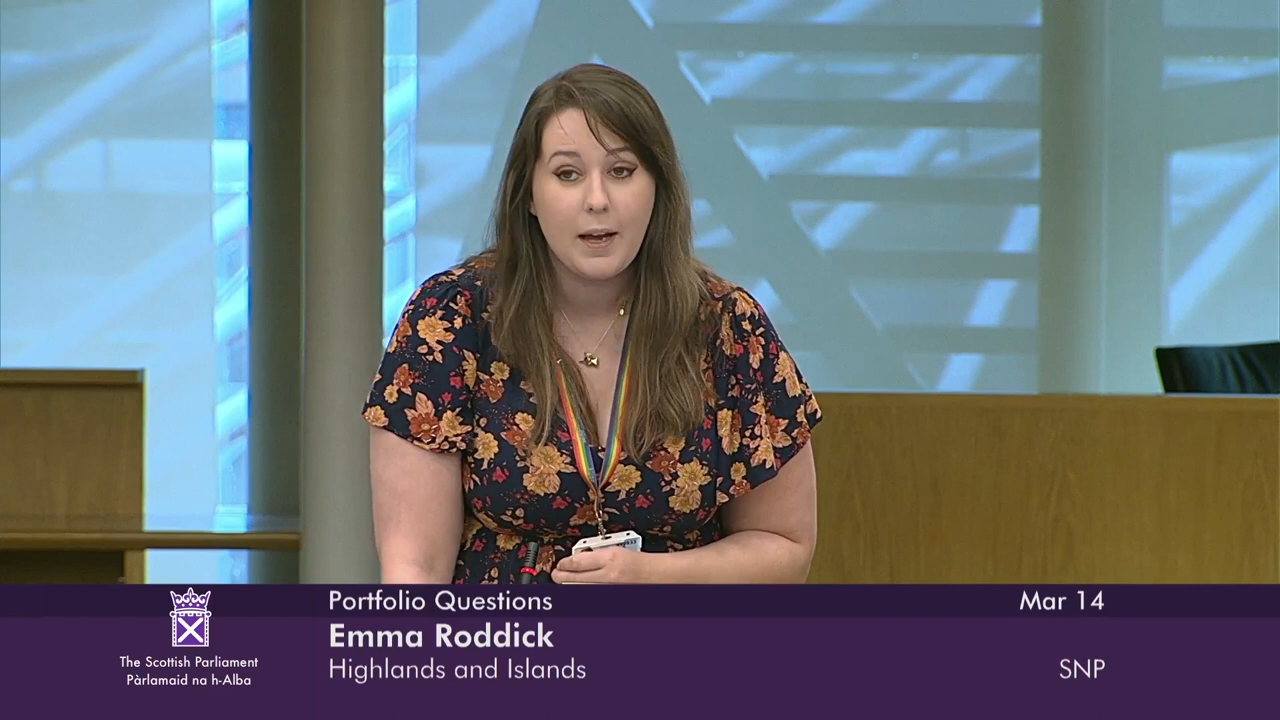 Portfolio Questions
Mar 14
Emma Roddick
Highlands and Islands
SNP
The Scottish Parliament
Pàrlamaid na h-Alba